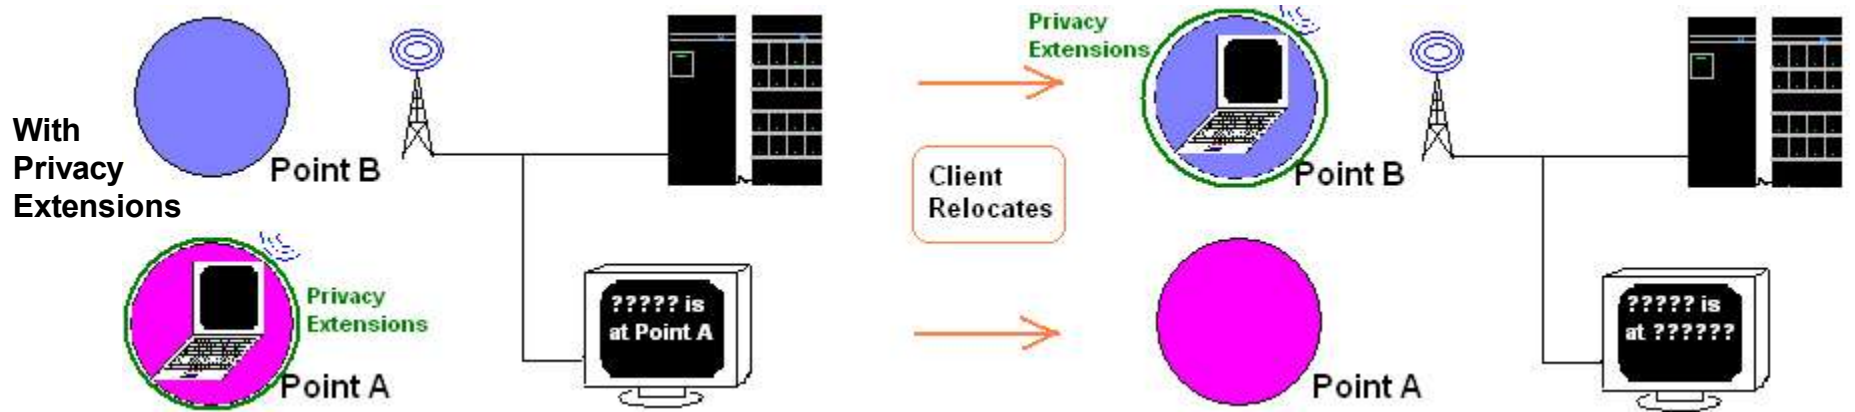 With
Privacy
Extensions
Point B
Privacy
Extensions
Point A
????? is
at Point A
Client
Relocates
Privacy
Extensions
Point B
Point A
????? is
at ??????